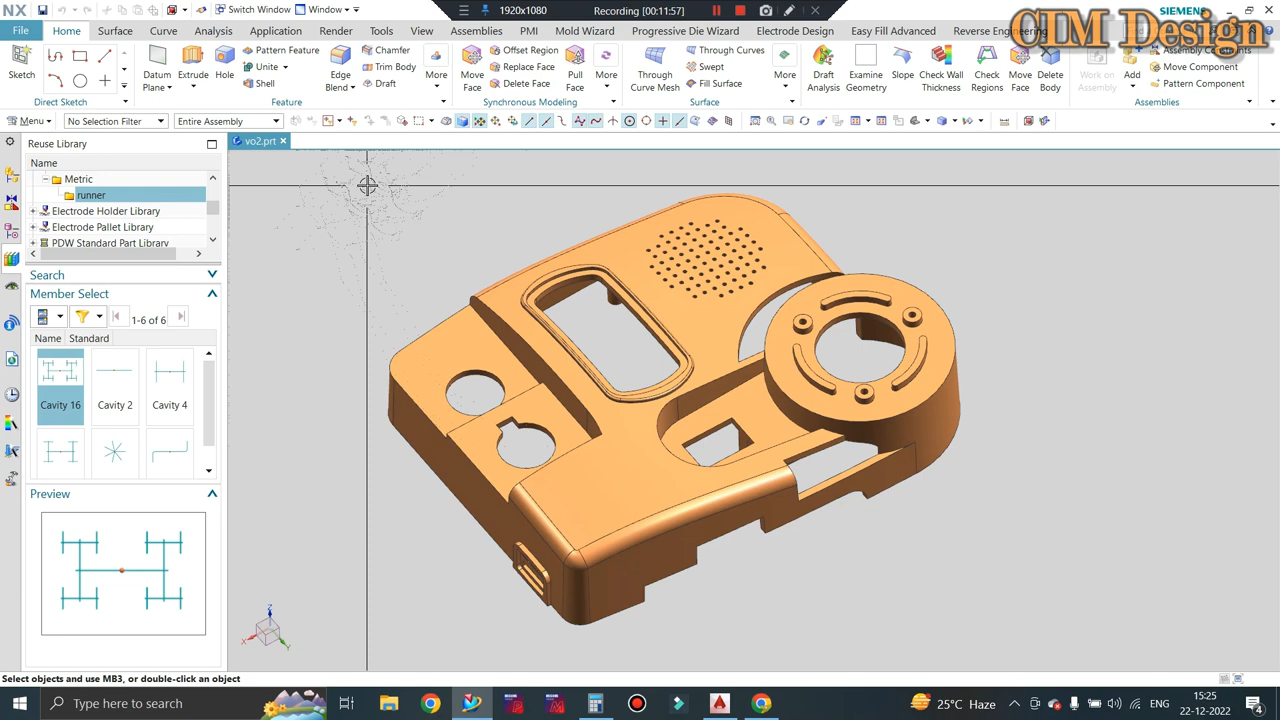 NX Switch Window Window 1920x1080 Recording [00:11:57] SIEMENS
CIM Design
File Home Surface Curve Analysis Application Render Tools View Assemblies PMI Mold Wizard Progressive Die Wizard Electrode Design Easy Fill Advanced Reverse
Sketch
Direct Sketch
Datum Plane
Extrude
Hole
Pattern Feature
Unite
Shell
Edge Blend
Chamfer
Trim Body
Draft
More
Feature
Move Face
Offset Region
Replace Face
Delete Face
Pull Face
More
Synchronous Modeling
Through Curve Mesh
Through Curves
Swept
Fill Surface
More
Surface
Draft Analysis
Examine Geometry
Slope
Check Wall Thickness
Check Regions
Move Face
Delete Body
Work on Assembly
Add
Assembly Constraints
Move Component
Pattern Component
Assemblies
Menu No Selection Filter Entire Assembly
Reuse Library
vo2.prt
Name
Metric
runner
Electrode Holder Library
Electrode Pallet Library
PDW Standard Part Library
Search
Member Select
1-6 of 6
Name Standard
Cavity 16 Cavity 2 Cavity 4
Preview
Z
X
Y
Select objects and use MB3, or double-click an object
Type here to search
25°C Haze
ENG
15:25
22-12-2022
4